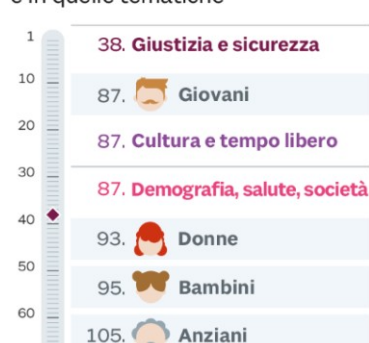 e in quelle tematiche
1
38. Giustizia e sicurezza
10
87. Giovani
20
87. Cultura e tempo libero
30
87. Demografia, salute, società
40
93. Donne
50
95. Bambini
60
105. Anziani